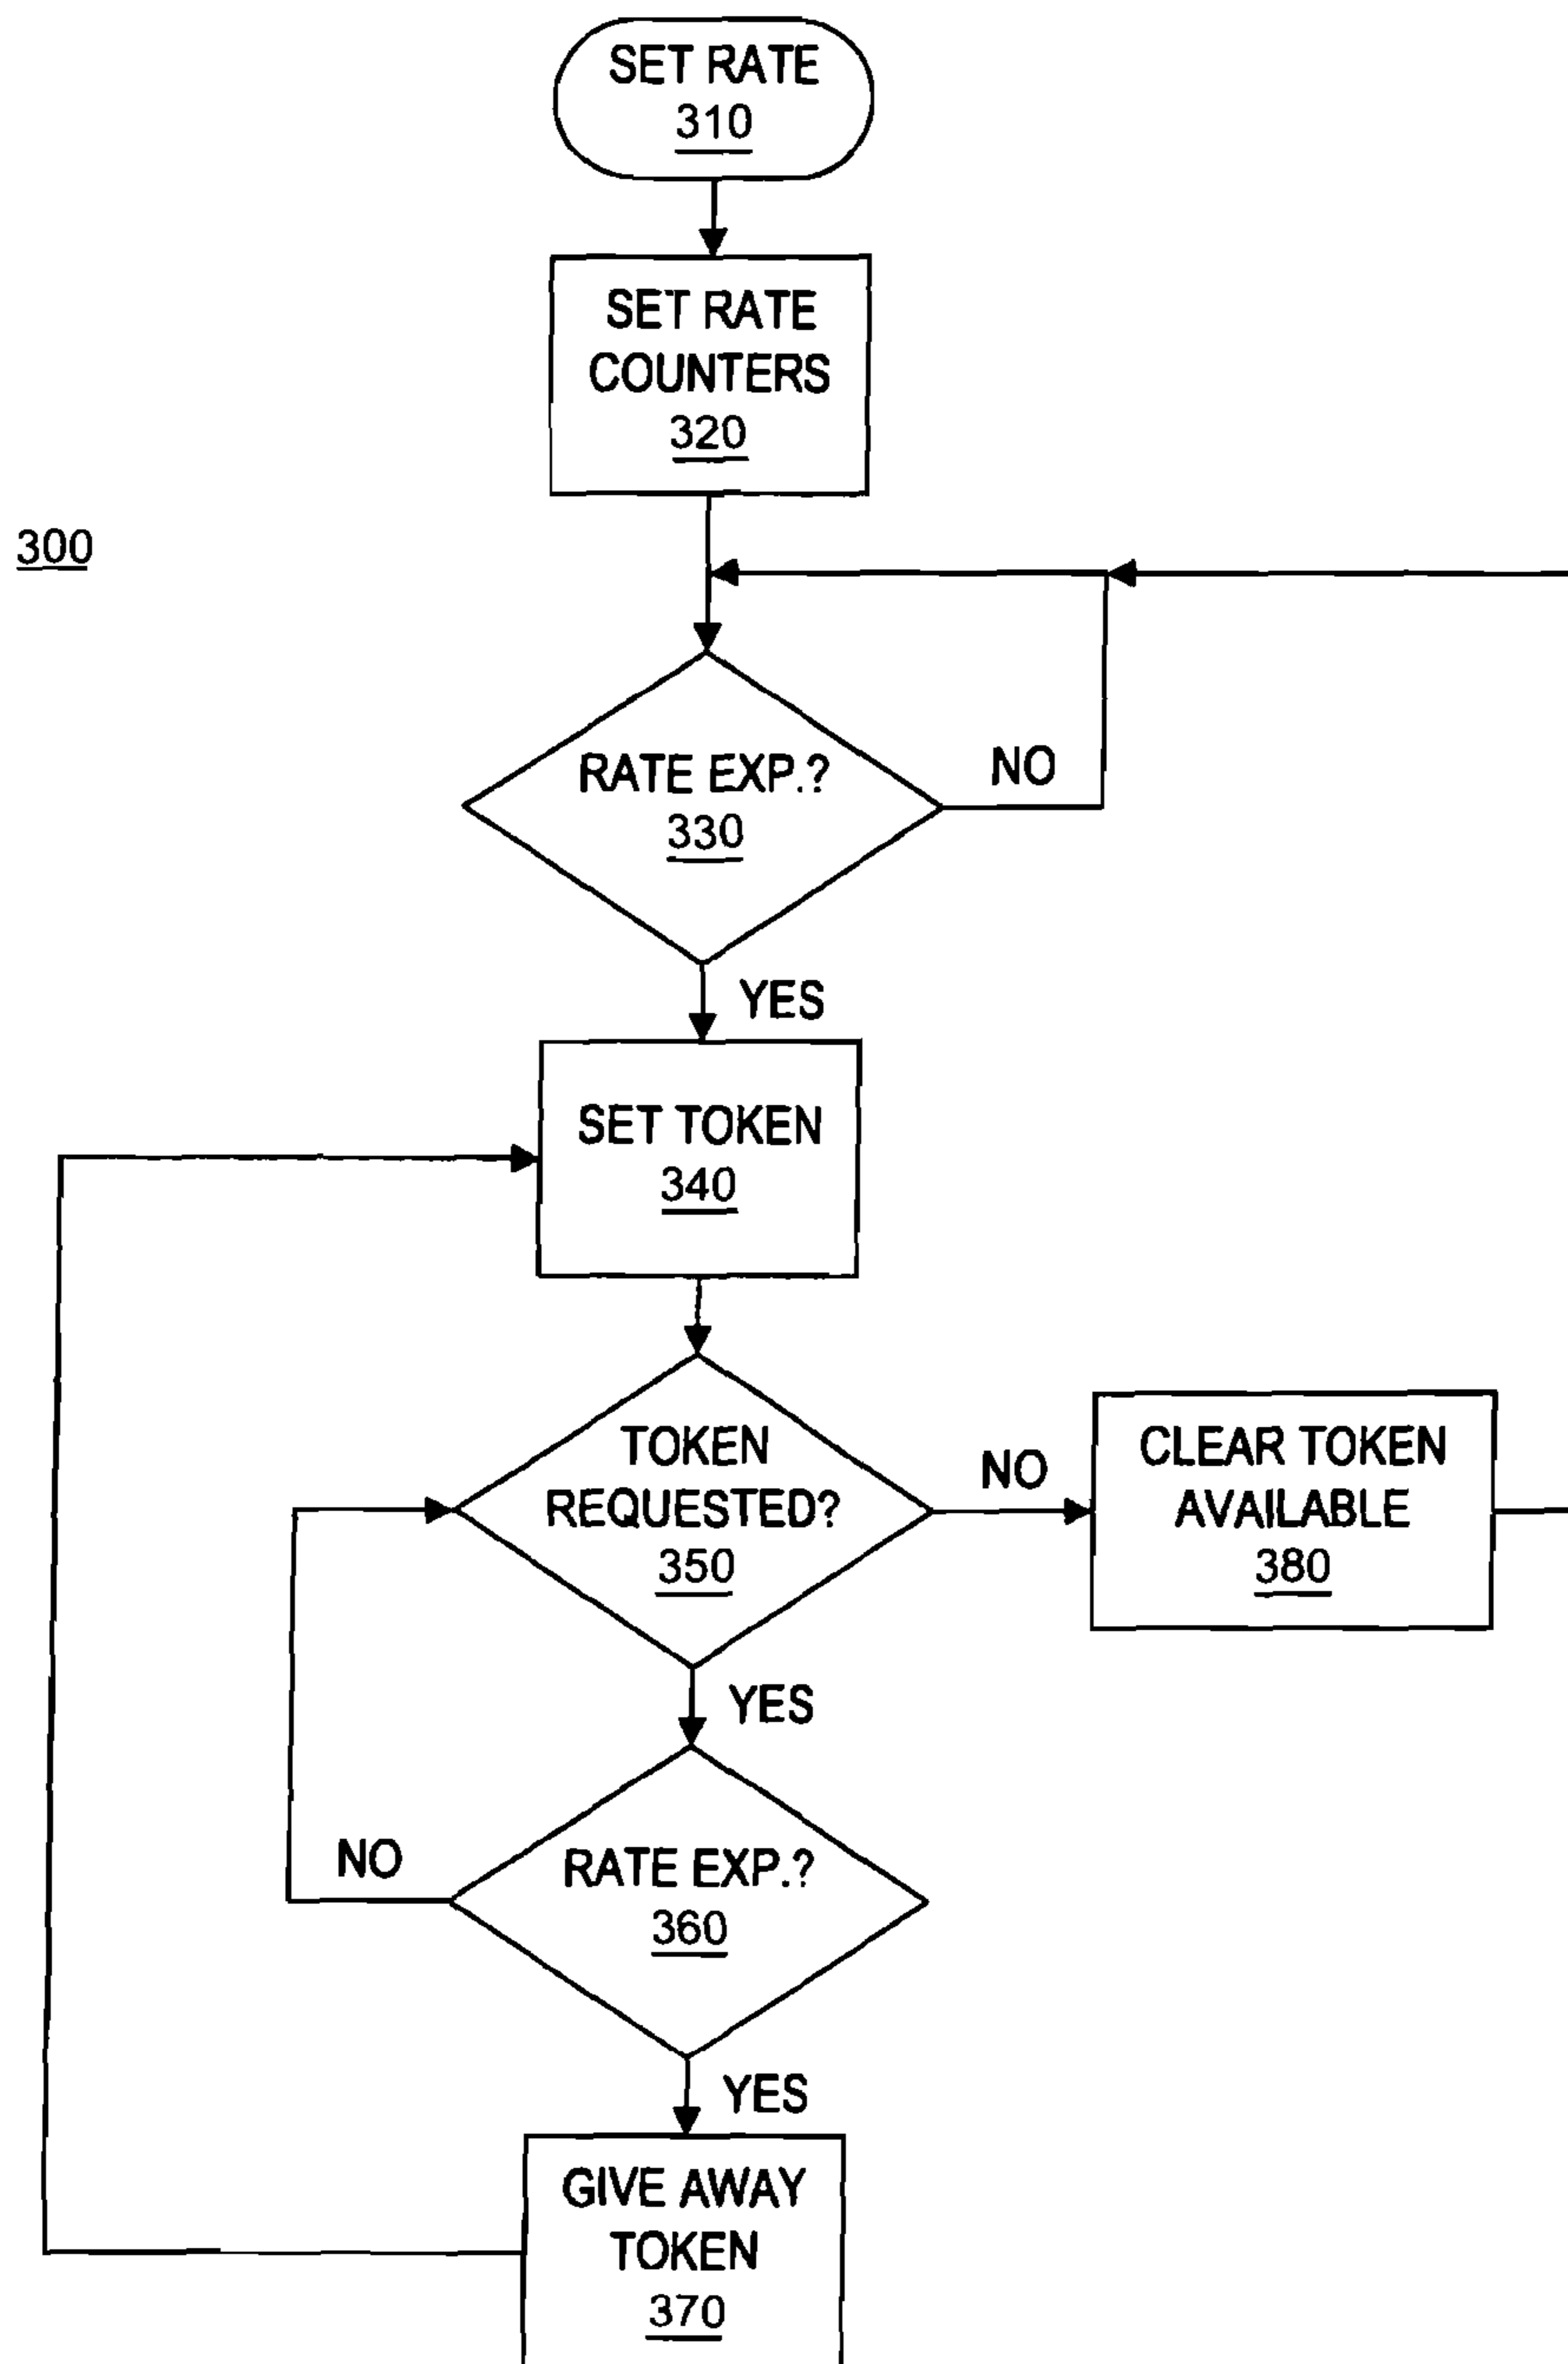 SET RATE
310
SET RATE
COUNTERS
320
300
RATE EXP.?
330
NO
YES
SET TOKEN
340
TOKEN
REQUESTED?
350
NO
CLEAR TOKEN
AVAILABLE
380
YES
RATE EXP.?
360
NO
YES
GIVE AWAY
TOKEN
370